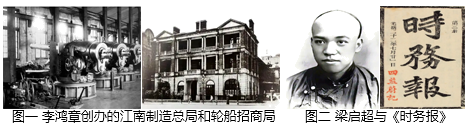 時務報
图一 李鸿章创办的江南制造总局和轮船招商局
图二 梁启超与《时务报》